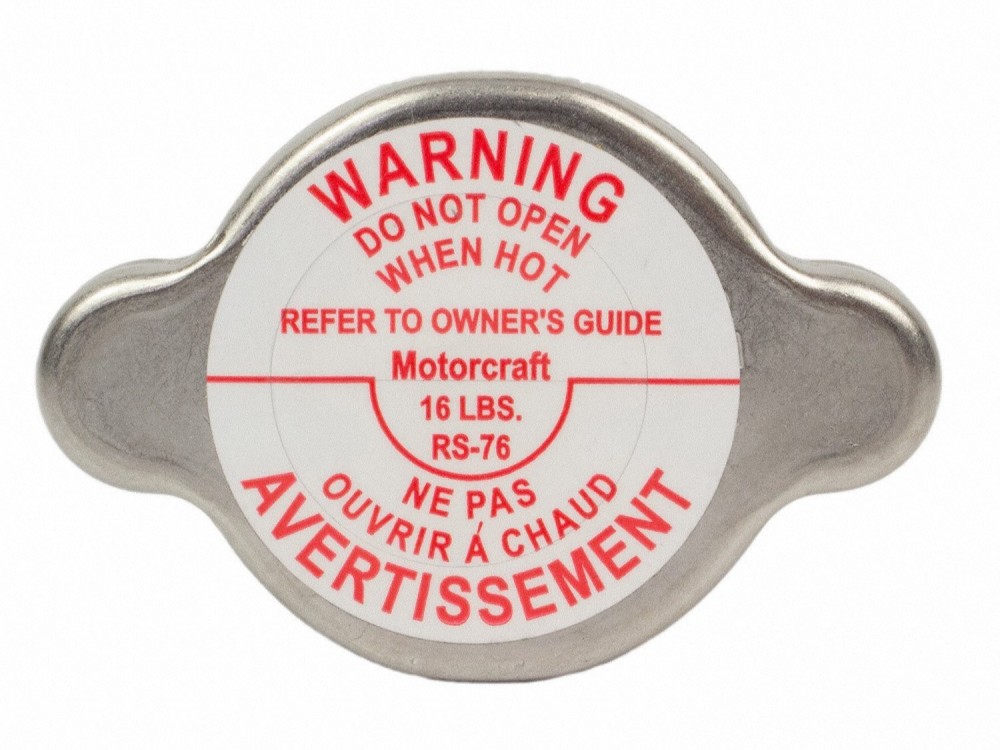 WARNING
DO NOT OPEN
WHEN HOT
REFER TO OWNER'S GUIDE
Motorcraft
16 LBS.
RS-76
NE PAS
OUVRIR Á CHAUD
AVERTISSEMENT